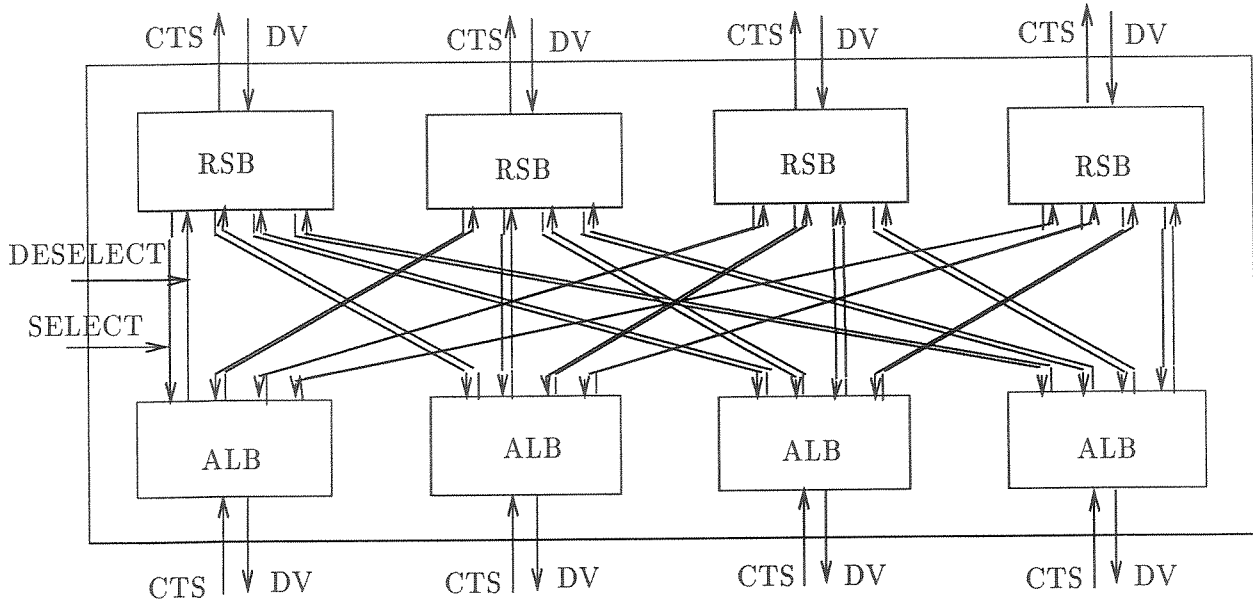 CTS DV CTS DV CTS DV CTS DV
RSB RSB RSB RSB
DESELECT
SELECT
ALB ALB ALB ALB
CTS DV CTS DV CTS DV CTS DV